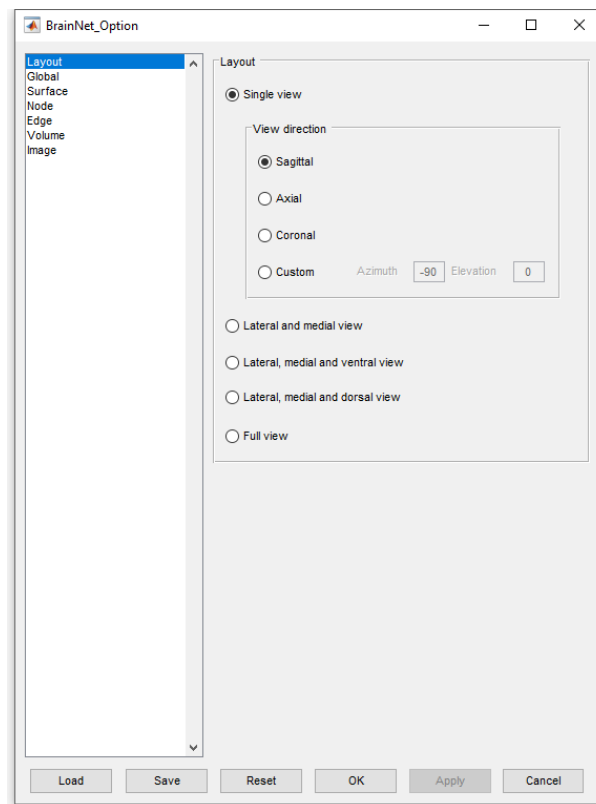 BrainNet_Option
Layout
Global
Surface
Node
Edge
Volume
Image
Layout
Single view
View direction
Sagittal
Axial
Coronal
Custom Azimuth -90 Elevation 0
Lateral and medial view
Lateral, medial and ventral view
Lateral, medial and dorsal view
Full view
Load Save Reset OK Apply Cancel